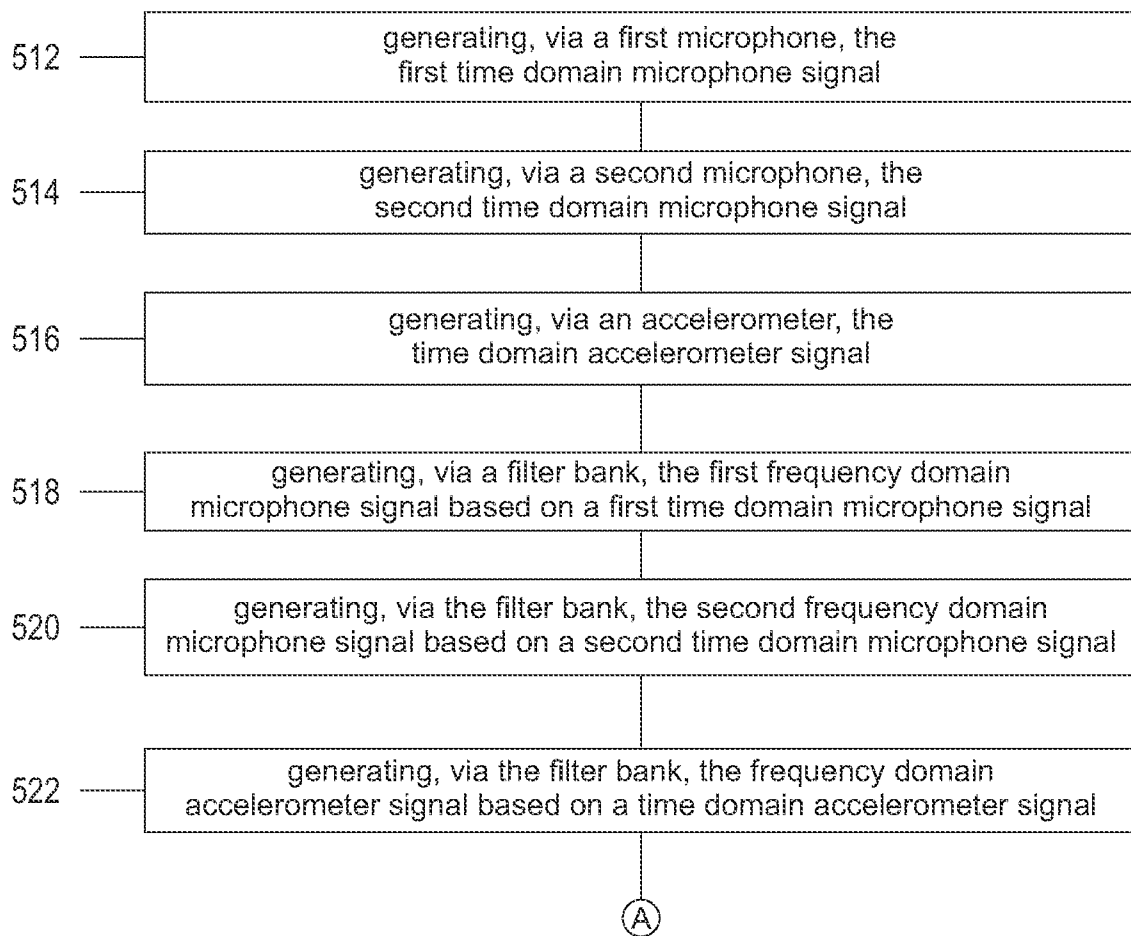 512
generating, via a first microphone, the
first time domain microphone signal
514
generating, via a second microphone, the
second time domain microphone signal
516
generating, via an accelerometer, the
time domain accelerometer signal
518
generating, via a filter bank, the first frequency domain
microphone signal based on a first time domain microphone signal
520
generating, via the filter bank, the second frequency domain
microphone signal based on a second time domain microphone signal
522
generating, via the filter bank, the frequency domain
accelerometer signal based on a time domain accelerometer signal
A